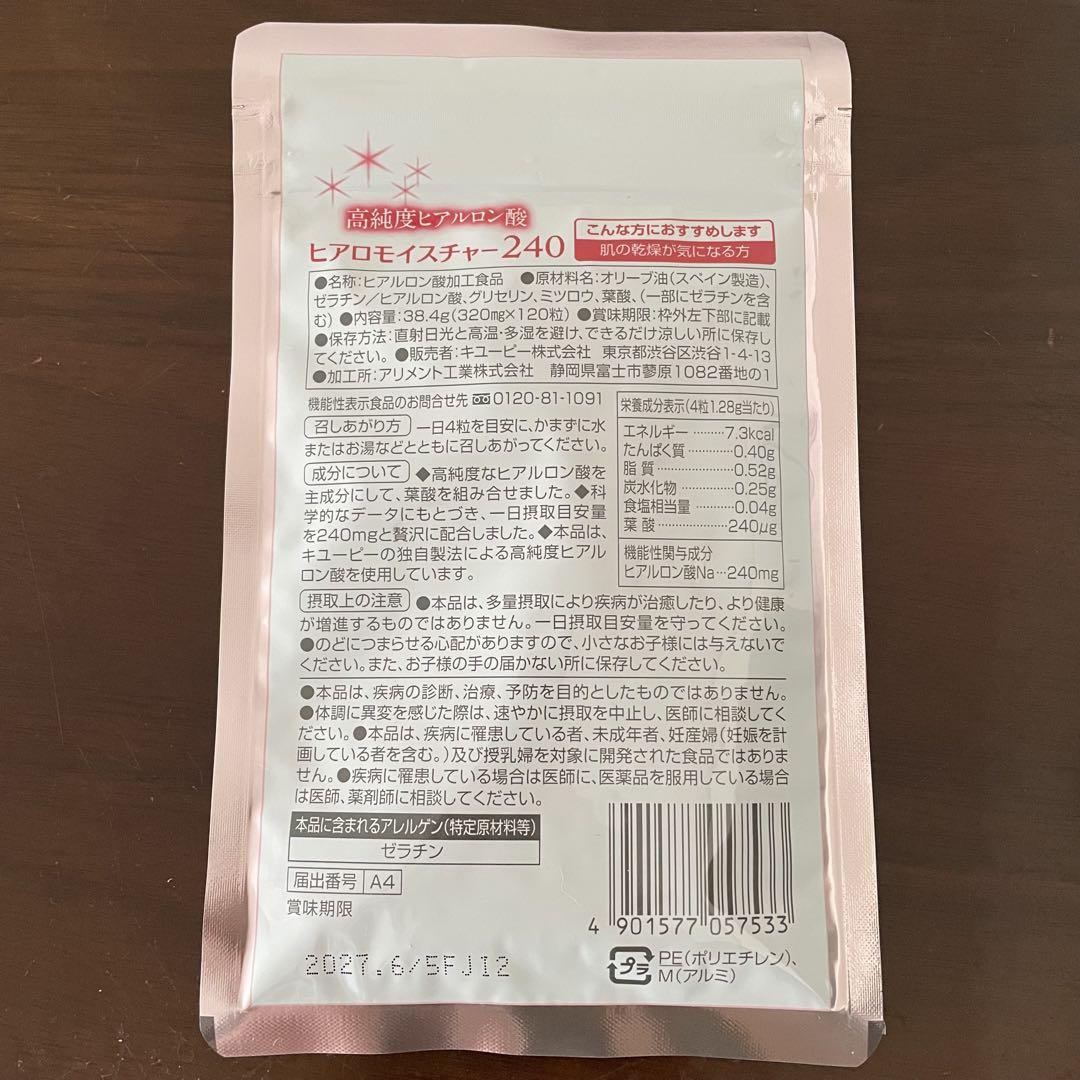 高純度ヒアルロン酸
ヒアロモイスチャー240
こんな方におすすめします
肌の乾燥が気になる方
●名称:ヒアルロン酸加工食品 ●原材料名:オリーブ油(スペイン製造)、
ゼラチン/ヒアルロン酸、グリセリン、ミツロウ、葉酸、(一部にゼラチンを含
む) ●内容量:38.4g(320mg×120粒) ●賞味期限:枠外左下部に記載
●保存方法:直射日光と高温・多湿を避け、できるだけ涼しい所に保存し
てください。●販売者:キユーピー株式会社 東京都渋谷区渋谷1-4-13
●加工所:アリメント工業株式会社 静岡県富士市蓼原1082番地の1
機能性表示食品のお問合せ先 0120-81-1091
召しあがり方 一日4粒を目安に、かまずに水
またはお湯などとともに召しあがってください。
成分について ◆高純度なヒアルロン酸を
主成分にして、葉酸を組み合せました。◆科
学的なデータにもとづき、一日摂取目安量
を240mgと贅沢に配合しました。◆本品は、
キユーピーの独自製法による高純度ヒアル
ロン酸を使用しています。
栄養成分表示(4粒1.28g当たり)
エネルギー………7.3kcal
たんぱく質…………0.40g
脂質…………………0.52g
炭水化物……………0.25g
食塩相当量…………0.04g
葉酸…………………240μg
機能性関与成分
ヒアルロン酸Na…240mg
摂取上の注意 ●本品は、多量摂取により疾病が治癒したり、より健康
が増進するものではありません。一日摂取目安量を守ってください。
●のどにつまらせる心配がありますので、小さなお子様には与えないで
ください。また、お子様の手の届かない所に保存してください。
●本品は、疾病の診断、治療、予防を目的としたものではありません。
●体調に異変を感じた際は、速やかに摂取を中止し、医師に相談してく
ださい。●本品は、疾病に罹患している者、未成年者、妊産婦(妊娠を計
画している者を含む。)及び授乳婦を対象に開発された食品ではありま
せん。●疾病に罹患している場合は医師に、医薬品を服用している場合
は医師、薬剤師に相談してください。
本品に含まれるアレルゲン(特定原材料等)
ゼラチン
届出番号 A4
賞味期限
2027.6/5FJ12
4 901577 057533
プラ
PE(ポリエチレン)、
M(アルミ)